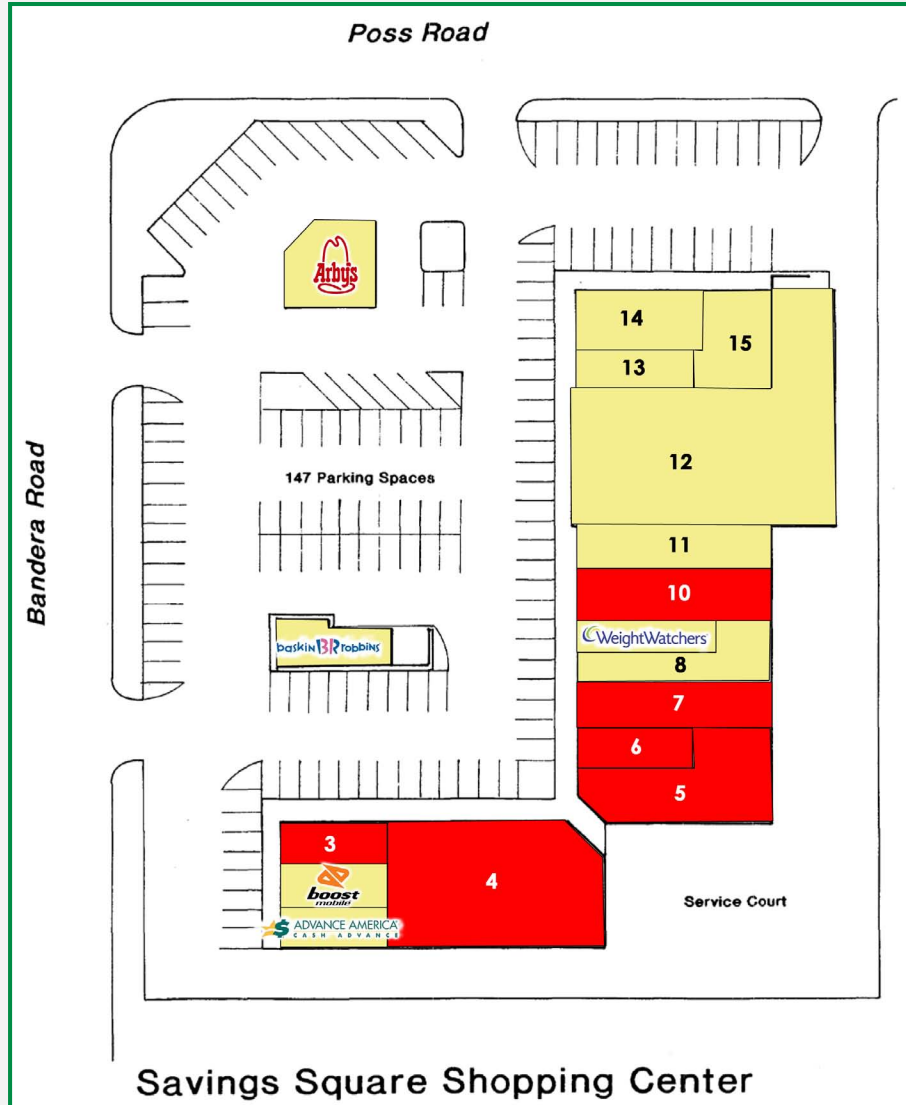 Poss Road
Arby's
14
15
13
147 Parking Spaces
12
Bandera Road
11
10
baskin BR robbins
WeightWatchers
8
7
6
5
3
4
boost
mobile
Service Court
$ ADVANCE AMERICA
CASH ADVANCE
Savings Square Shopping Center